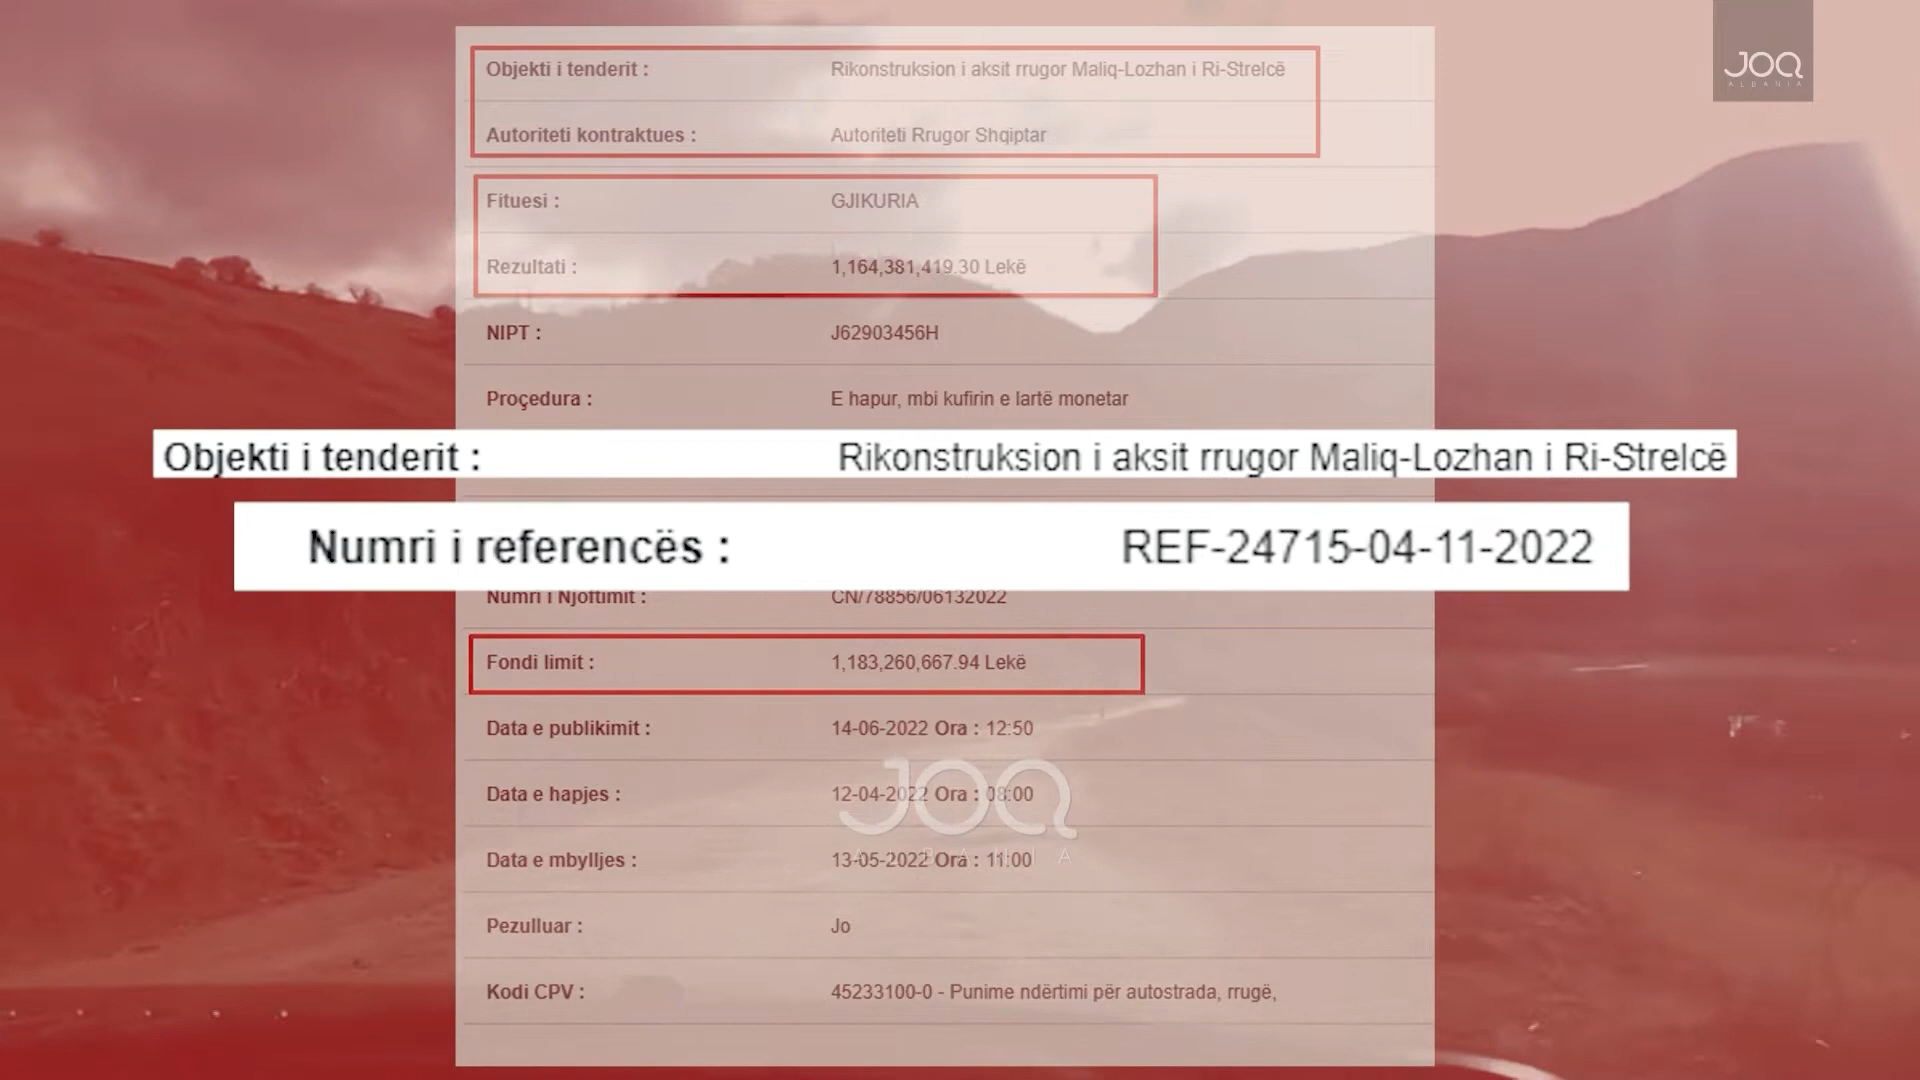 JOQ
ALBANIA
Objekti i tenderit : Rikonstruksion i aksit rrugor Maliq-Lozhan i Ri-Strelcë
Autoriteti kontraktues : Autoriteti Rrugor Shqiptar
Fituesi : GJIKURIA
Rezultati : 1,164,381,419.30 Lekë
NIPT : J62903456H
Proçedura : E hapur, mbi kufirin e lartë monetar
Objekti i tenderit : Rikonstruksion i aksit rrugor Maliq-Lozhan i Ri-Strelcë
Numri i referencës : REF-24715-04-11-2022
Numri i Njoftimit : CN/78856/06132022
Fondi limit : 1,183,260,667.94 Lekë
Data e publikimit : 14-06-2022 Ora : 12:50
Data e hapjes : 12-04-2022 Ora : 08:00
JOQ
ALBANIA
Data e mbylljes : 13-05-2022 Ora : 11:00
Pezulluar : Jo
Kodi CPV : 45233100-0 - Punime ndërtimi për autostrada, rrugë,